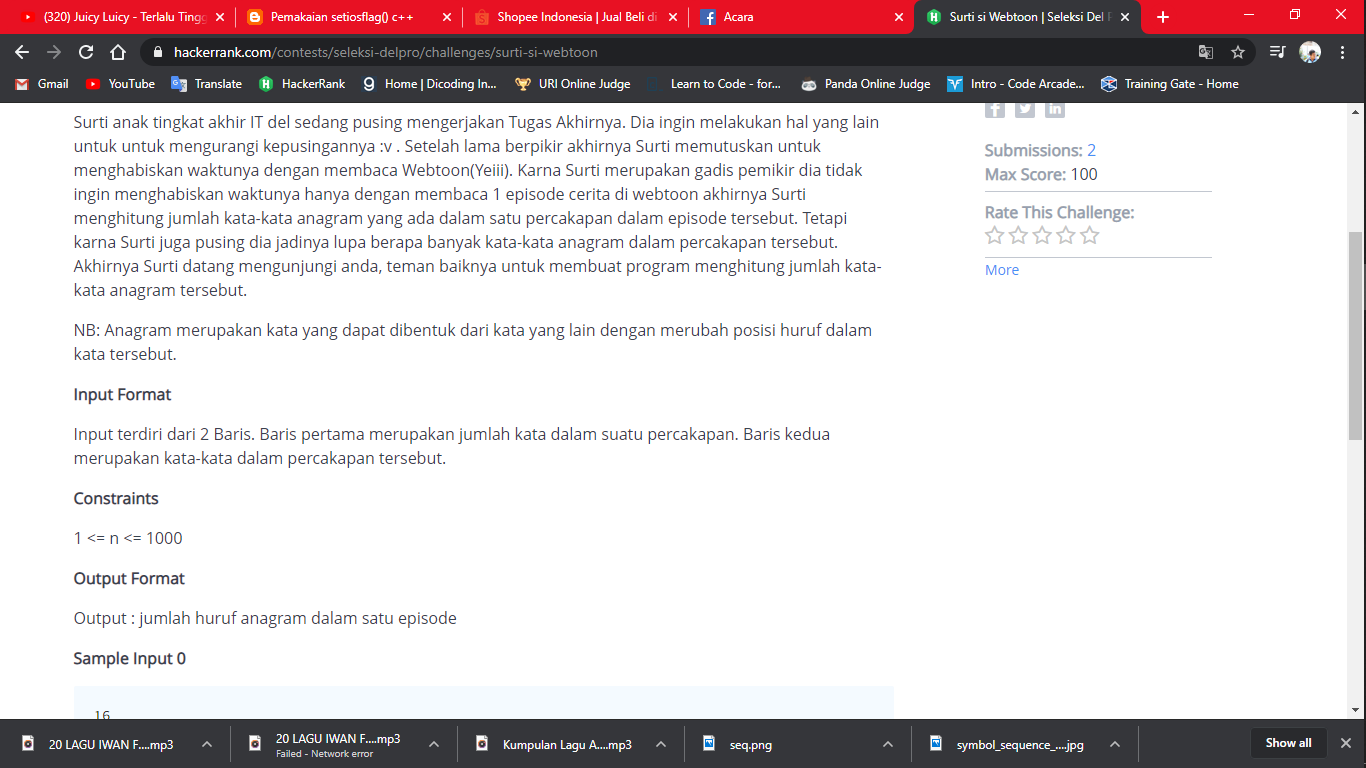 (320) Juicy Luicy - Terlalu Tingg
Pemakaian setiosflag() c++
Shopee Indonesia | Jual Beli di
Acara
Surti si Webtoon | Seleksi Del P
hackerrank.com/contests/seleksi-delpro/challenges/surti-si-webtoon
Gmail
YouTube
Translate
HackerRank
Home | Dicoding In...
URI Online Judge
Learn to Code - for...
Panda Online Judge
Intro - Code Arcade...
Training Gate - Home
Surti anak tingkat akhir IT del sedang pusing mengerjakan Tugas Akhirnya. Dia ingin melakukan hal yang lain
untuk untuk mengurangi kepusingannya :v . Setelah lama berpikir akhirnya Surti memutuskan untuk
menghabiskan waktunya dengan membaca Webtoon(Yeiii). Karna Surti merupakan gadis pemikir dia tidak
ingin menghabiskan waktunya hanya dengan membaca 1 episode cerita di webtoon akhirnya Surti
menghitung jumlah kata-kata anagram yang ada dalam satu percakapan dalam episode tersebut. Tetapi
karna Surti juga pusing dia jadinya lupa berapa banyak kata-kata anagram dalam percakapan tersebut.
Akhirnya Surti datang mengunjungi anda, teman baiknya untuk membuat program menghitung jumlah kata-
kata anagram tersebut.
NB: Anagram merupakan kata yang dapat dibentuk dari kata yang lain dengan merubah posisi huruf dalam
kata tersebut.
Input Format
Input terdiri dari 2 Baris. Baris pertama merupakan jumlah kata dalam suatu percakapan. Baris kedua
merupakan kata-kata dalam percakapan tersebut.
Constraints
1 <= n <= 1000
Output Format
Output : jumlah huruf anagram dalam satu episode
Sample Input 0
16
Submissions: 2
Max Score: 100
Rate This Challenge:
More
20 LAGU IWAN F....mp3
20 LAGU IWAN F....mp3
Failed - Network error
Kumpulan Lagu A....mp3
seq.png
symbol_sequence_....jpg
Show all